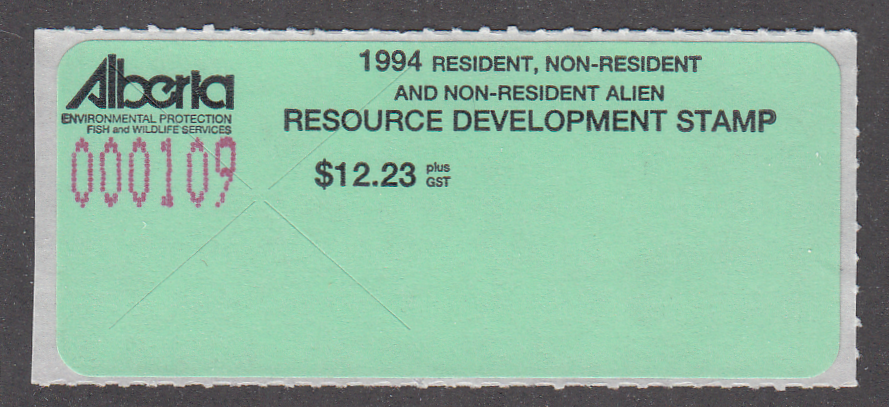 Alberta
ENVIRONMENTAL PROTECTION
FISH and WILDLIFE SERVICES
000109
1994 RESIDENT, NON-RESIDENT
AND NON-RESIDENT ALIEN
RESOURCE DEVELOPMENT STAMP
$12.23 plus GST